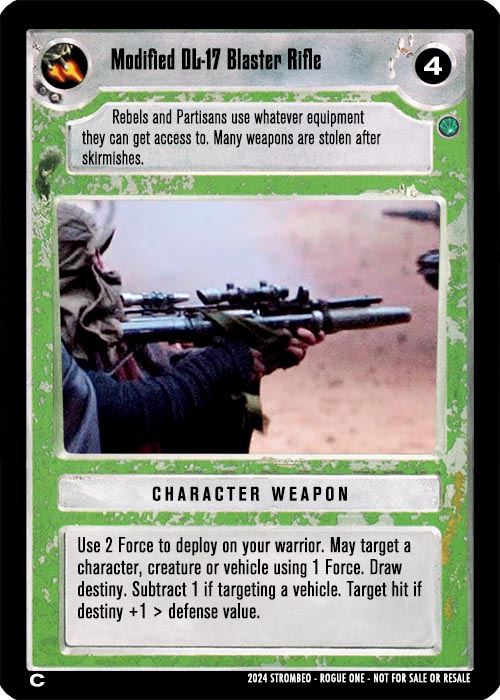 Modified DL-17 Blaster Rifle
4
Rebels and Partisans use whatever equipment
they can get access to. Many weapons are stolen after
skirmishes.
CHARACTER WEAPON
Use 2 Force to deploy on your warrior. May target a
character, creature or vehicle using 1 Force. Draw
destiny. Subtract 1 if targeting a vehicle. Target hit if
destiny +1 > defense value.
C
2024 STROMBEO - ROGUE ONE - NOT FOR SALE OR RESALE